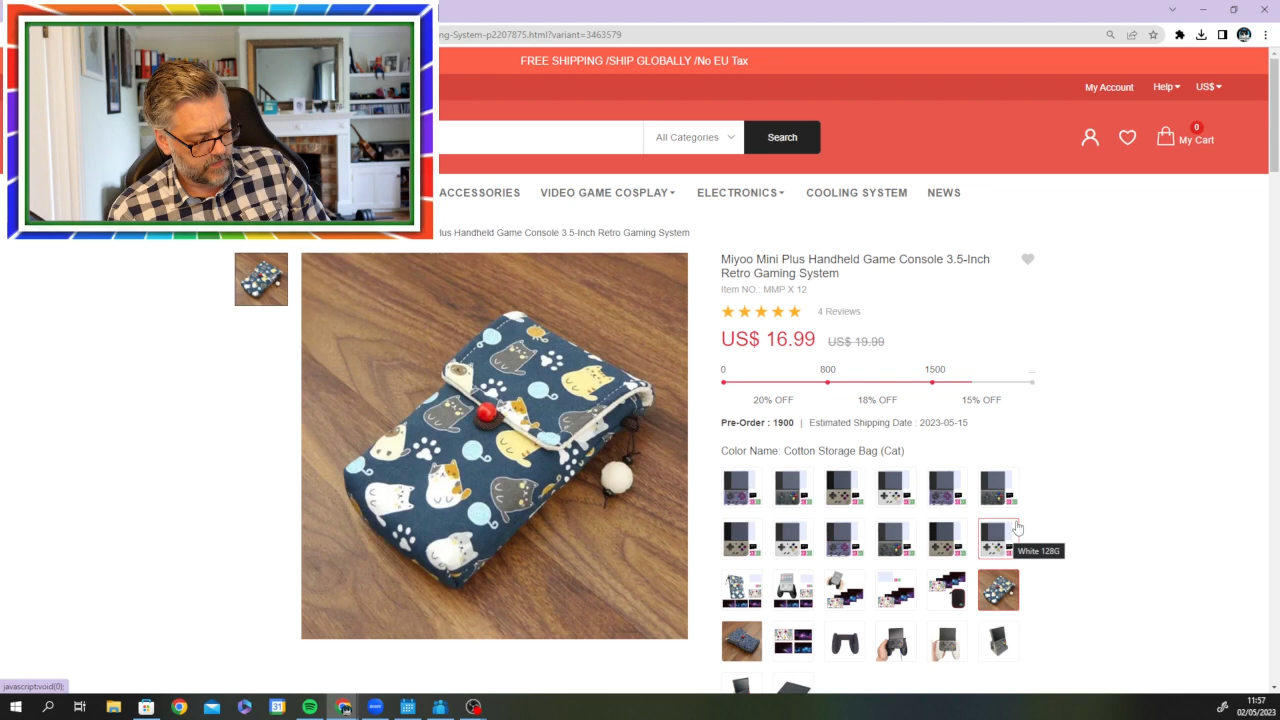 ng-System-p2207875.html?variant=3463579
FREE SHIPPING /SHIP GLOBALLY /No EU Tax
My Account Help US$
All Categories Search
0
My Cart
ACCESSORIES VIDEO GAME COSPLAY ELECTRONICS COOLING SYSTEM NEWS
lus Handheld Game Console 3.5-Inch Retro Gaming System
Miyoo Mini Plus Handheld Game Console 3.5-Inch
Retro Gaming System
Item NO.: MMP X 12
4 Reviews
US$ 16.99 US$ 19.99
0 800 1500 ...
20% OFF 18% OFF 15% OFF
Pre-Order : 1900 | Estimated Shipping Date : 2023-05-15
Color Name: Cotton Storage Bag (Cat)
White 128G
javascript:void(0);
11:57
02/05/2023